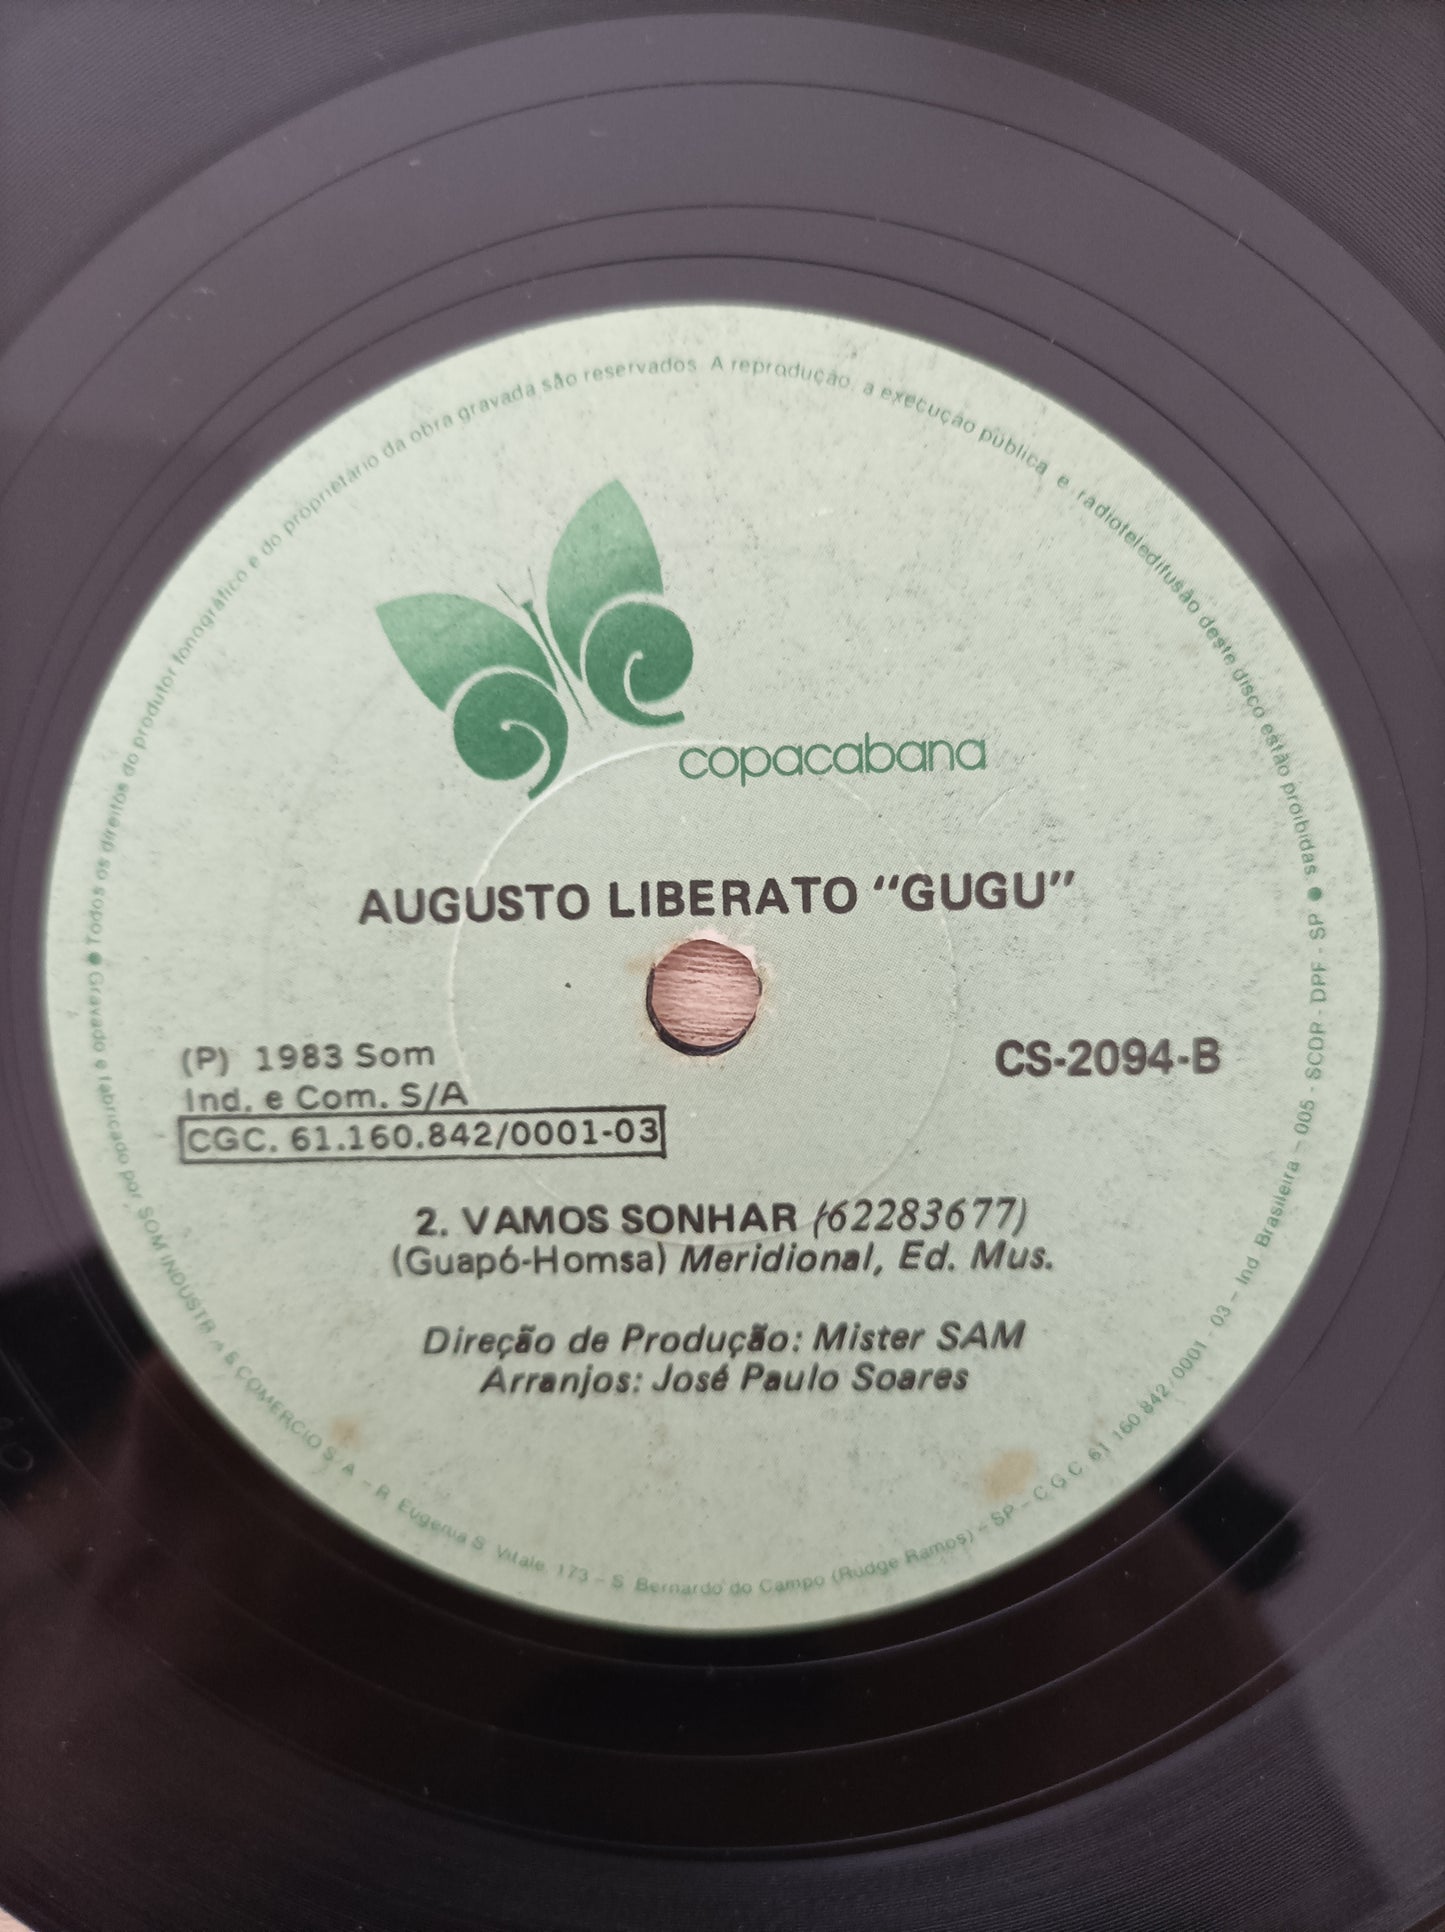 copacabana
AUGUSTO LIBERATO "GUGU"
(P) 1983 Som
Ind. e Com. S/A
CGC. 61.160.842/0001-03
CS-2094-B
2. VAMOS SONHAR (62283677)
(Guapó-Homsa) Meridional, Ed. Mus.
Direção de Produção: Mister SAM
Arranjos: José Paulo Soares
● Todos os direitos do produtor fonográfico e do proprietário da obra gravada são reservados. A reprodução, a execução pública e radioteledifusão deste disco estão proibidas ●
Gravado e fabricado por SOM INDUSTRIA E COMERCIO S.A. – R. Eugenia S. Vitale, 173 – S. Bernardo do Campo (Rudge Ramos) – SP – C G C 61 160 842/0001 - 03 – Ind. Brasileira – 005 - SCDP - DPF - SP